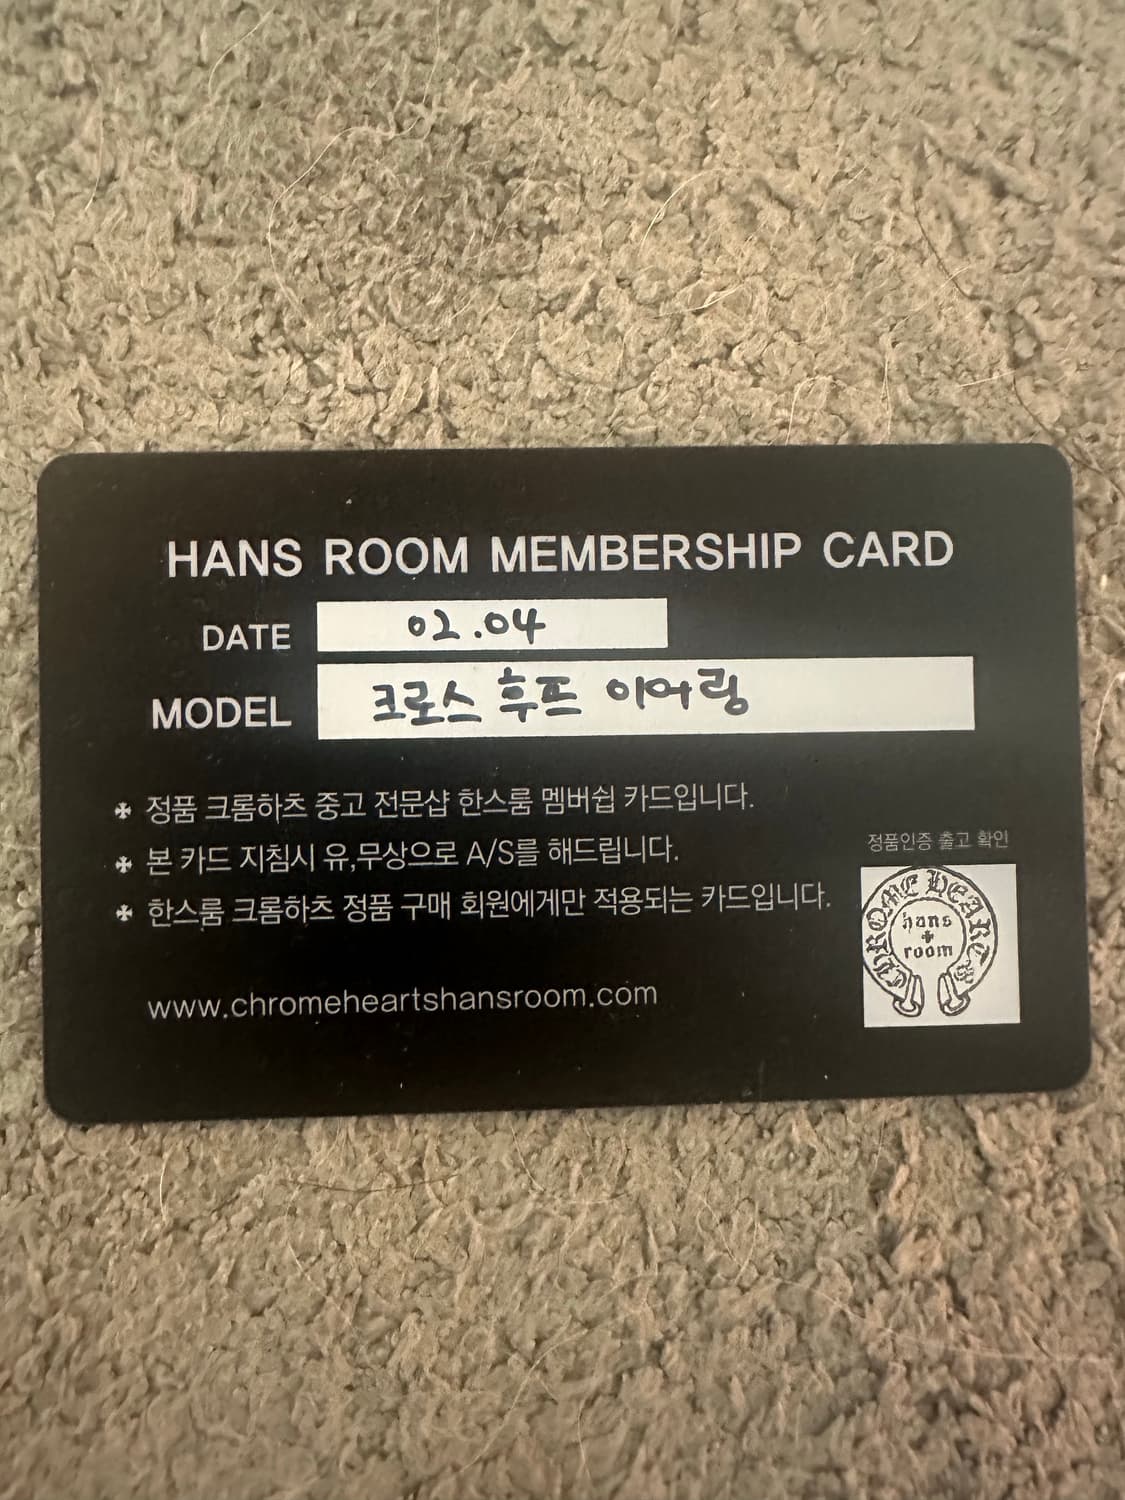 HANS ROOM MEMBERSHIP CARD
DATE 02.04
MODEL 크로스 후프 이어링
✤ 정품 크롬하츠 중고 전문샵 한스룸 멤버쉽 카드입니다.
✤ 본 카드 지침시 유,무상으로 A/S를 해드립니다.
✤ 한스룸 크롬하츠 정품 구매 회원에게만 적용되는 카드입니다.
정품인증 출고 확인
CHROME HEARTS
hans
+
room
www.chromeheartshansroom.com